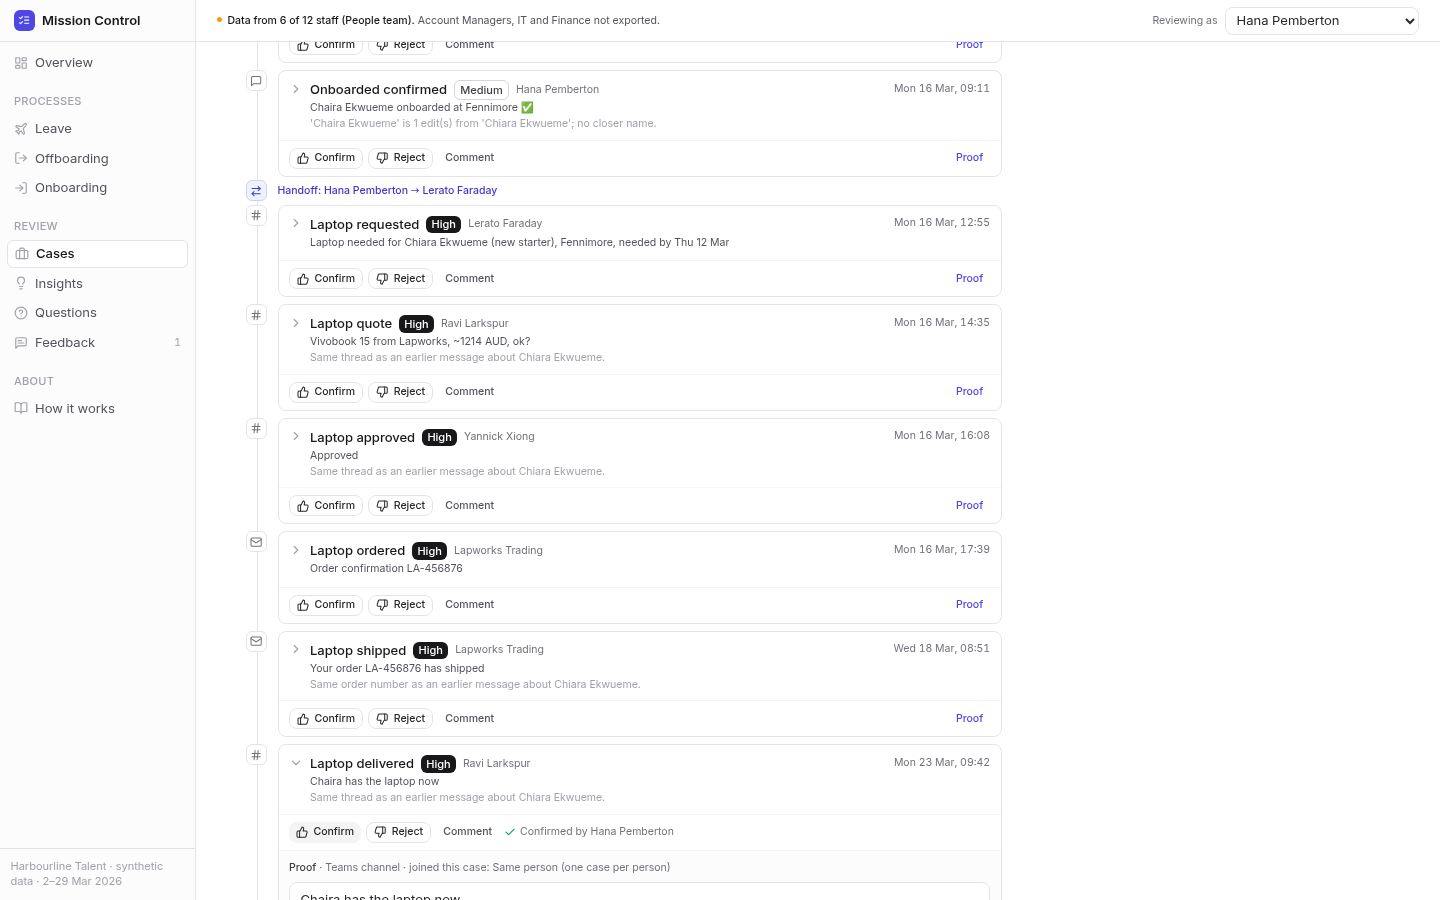 Mission Control
Data from 6 of 12 staff (People team). Account Managers, IT and Finance not exported.
Reviewing as
Hana Pemberton
Overview
PROCESSES
Leave
Offboarding
Onboarding
REVIEW
Cases
Insights
Questions
Feedback 1
ABOUT
How it works
Harbourline Talent · synthetic
data · 2–29 Mar 2026
Confirm Reject Comment Proof
Onboarded confirmed Medium Hana Pemberton Mon 16 Mar, 09:11
Chaira Ekwueme onboarded at Fennimore ✅
'Chaira Ekwueme' is 1 edit(s) from 'Chiara Ekwueme'; no closer name.
Confirm Reject Comment Proof
Handoff: Hana Pemberton → Lerato Faraday
Laptop requested High Lerato Faraday Mon 16 Mar, 12:55
Laptop needed for Chiara Ekwueme (new starter), Fennimore, needed by Thu 12 Mar
Confirm Reject Comment Proof
Laptop quote High Ravi Larkspur Mon 16 Mar, 14:35
Vivobook 15 from Lapworks, ~1214 AUD, ok?
Same thread as an earlier message about Chiara Ekwueme.
Confirm Reject Comment Proof
Laptop approved High Yannick Xiong Mon 16 Mar, 16:08
Approved
Same thread as an earlier message about Chiara Ekwueme.
Confirm Reject Comment Proof
Laptop ordered High Lapworks Trading Mon 16 Mar, 17:39
Order confirmation LA-456876
Confirm Reject Comment Proof
Laptop shipped High Lapworks Trading Wed 18 Mar, 08:51
Your order LA-456876 has shipped
Same order number as an earlier message about Chiara Ekwueme.
Confirm Reject Comment Proof
Laptop delivered High Ravi Larkspur Mon 23 Mar, 09:42
Chaira has the laptop now
Same thread as an earlier message about Chiara Ekwueme.
Confirm Reject Comment Confirmed by Hana Pemberton
Proof · Teams channel · joined this case: Same person (one case per person)
Chaira has the laptop now